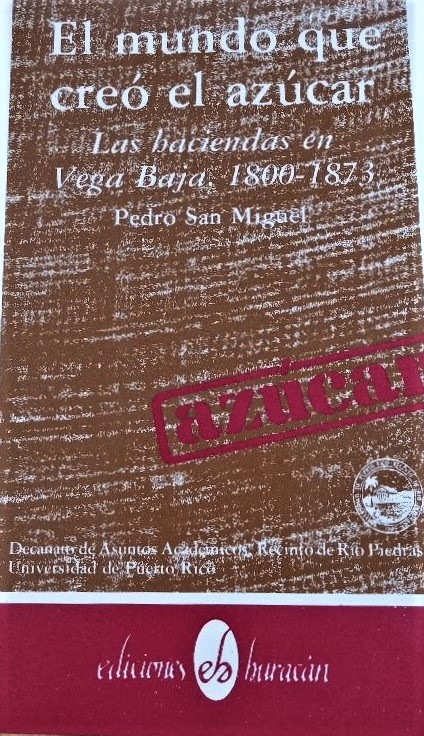 El mundo que
creó el azúcar
Las haciendas en
Vega Baja, 1800-1873
Pedro San Miguel
azúcar
Decanato de Asuntos Académicos, Recinto de Río Piedras
Universidad de Puerto Rico
ediciones eh huracán